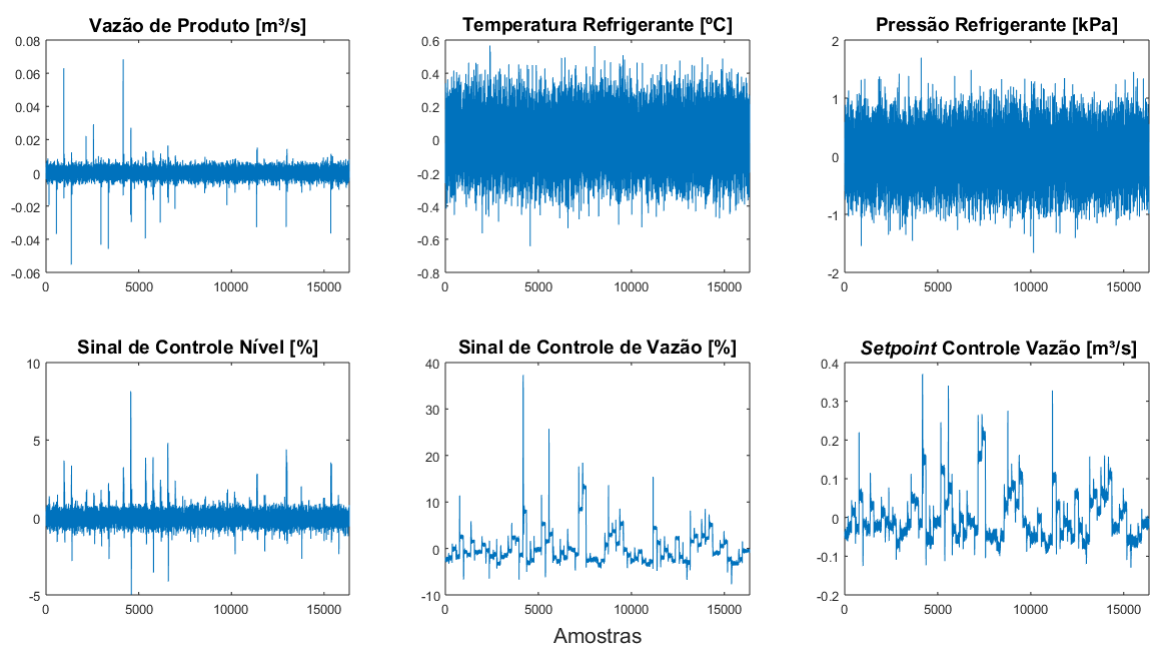 Vazão de Produto [m³/s]
0.08
0.06
0.04
0.02
0
-0.02
-0.04
-0.06
0 5000 10000 15000
Temperatura Refrigerante [ºC]
0.6
0.4
0.2
0
-0.2
-0.4
-0.6
-0.8
0 5000 10000 15000
Pressão Refrigerante [kPa]
2
1
0
-1
-2
0 5000 10000 15000
Sinal de Controle Nível [%]
10
5
0
-5
0 5000 10000 15000
Sinal de Controle de Vazão [%]
40
30
20
10
0
-10
0 5000 10000 15000
Setpoint Controle Vazão [m³/s]
0.4
0.3
0.2
0.1
0
-0.1
-0.2
0 5000 10000 15000
Amostras